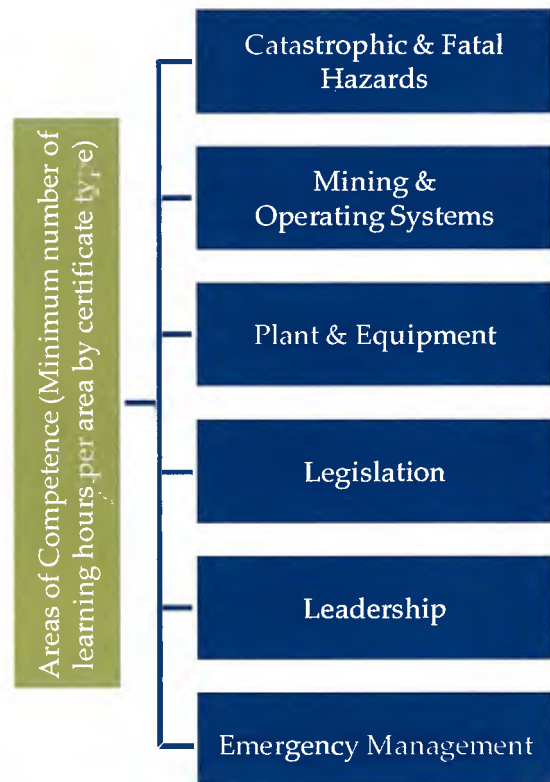 Areas of Competence (Minimum number of
learning hours per area by certificate type)
Catastrophic & Fatal
Hazards
Mining &
Operating Systems
Plant & Equipment
Legislation
Leadership
Emergency Management